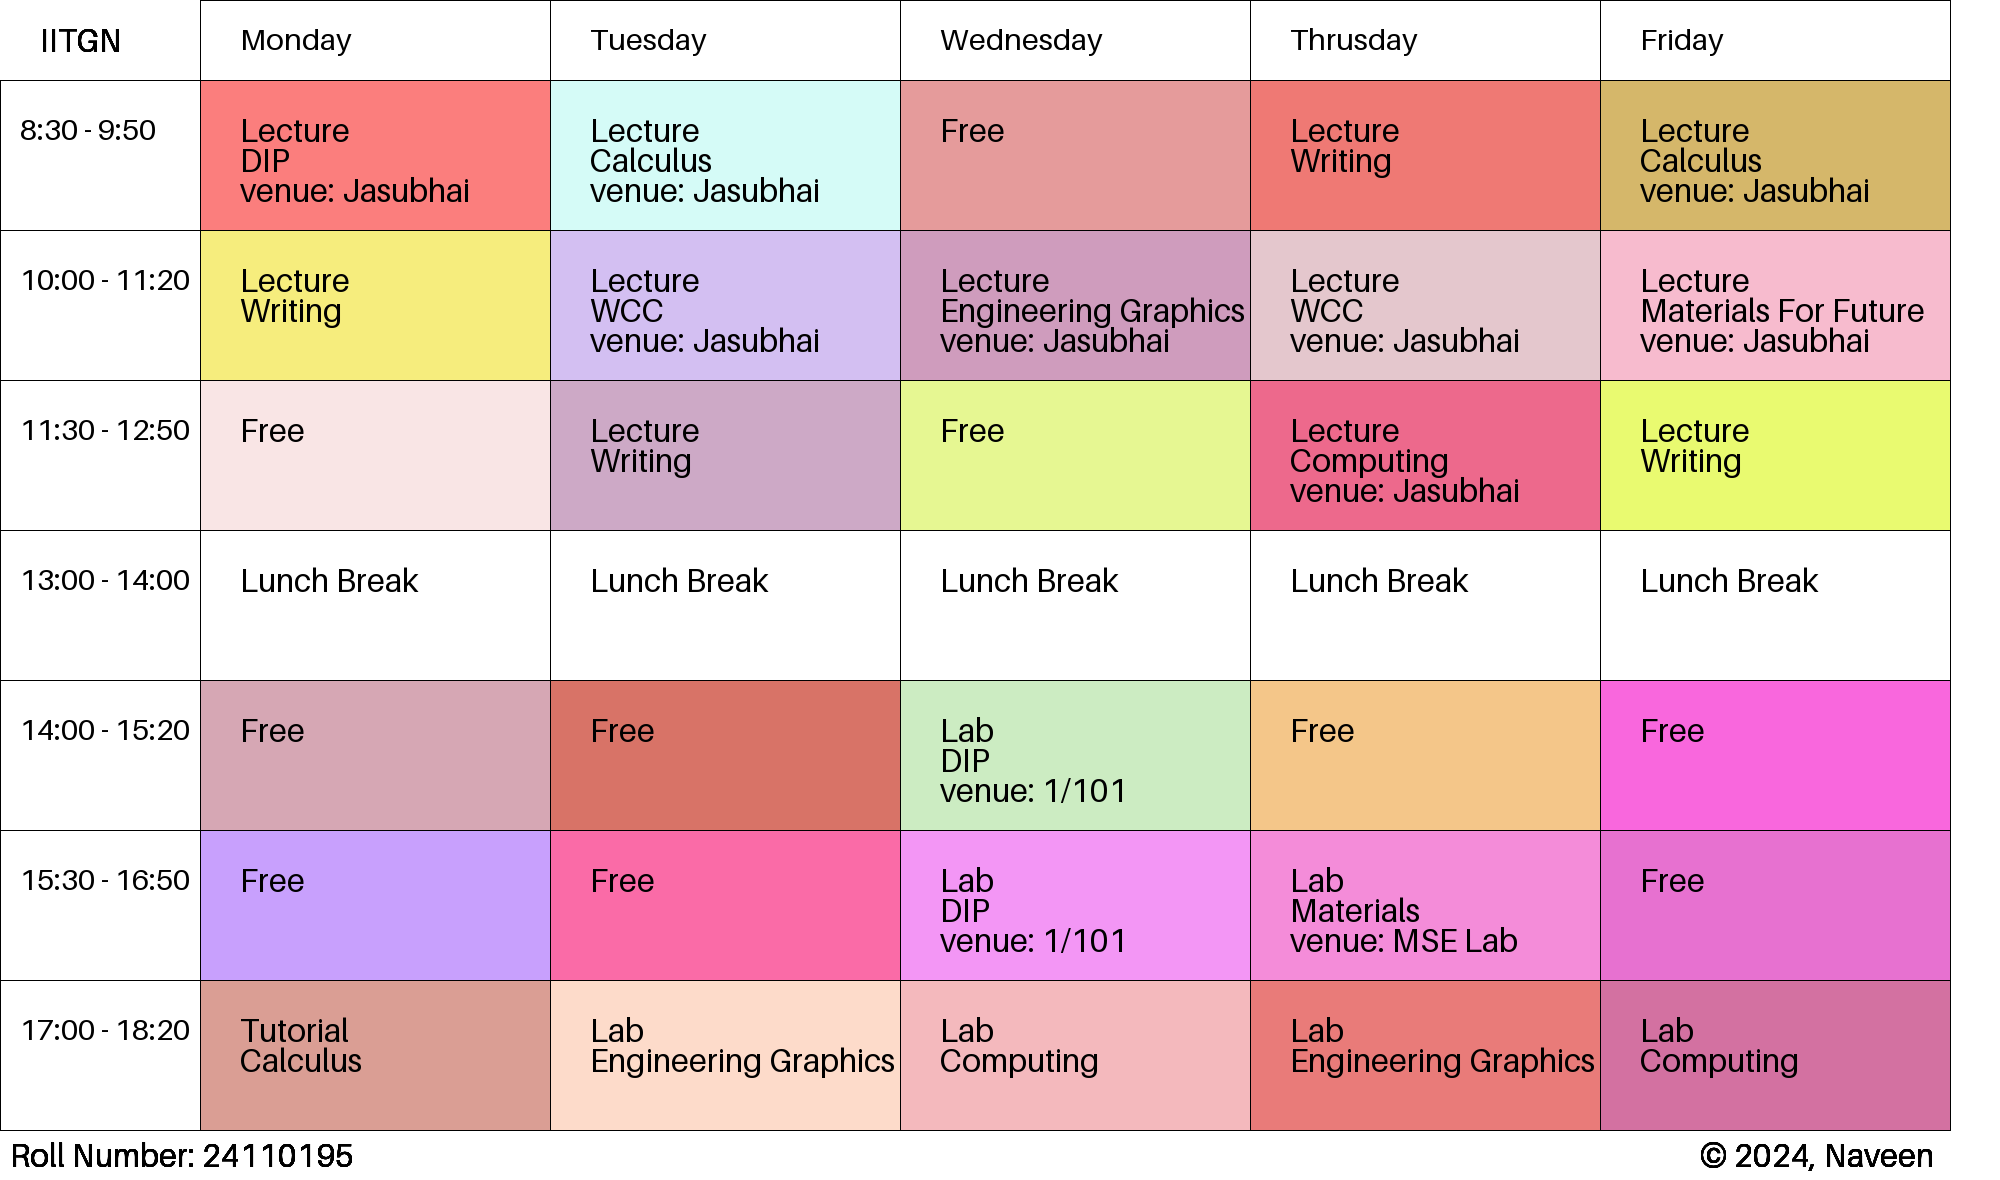 IITGN
Monday
Tuesday
Wednesday
Thrusday
Friday
8:30 - 9:50
Lecture
DIP
venue: Jasubhai
Lecture
Calculus
venue: Jasubhai
Free
Lecture
Writing
Lecture
Calculus
venue: Jasubhai
10:00 - 11:20
Lecture
Writing
Lecture
WCC
venue: Jasubhai
Lecture
Engineering Graphics
venue: Jasubhai
Lecture
WCC
venue: Jasubhai
Lecture
Materials For Future
venue: Jasubhai
11:30 - 12:50
Free
Lecture
Writing
Free
Lecture
Computing
venue: Jasubhai
Lecture
Writing
13:00 - 14:00
Lunch Break
Lunch Break
Lunch Break
Lunch Break
Lunch Break
14:00 - 15:20
Free
Free
Lab
DIP
venue: 1/101
Free
Free
15:30 - 16:50
Free
Free
Lab
DIP
venue: 1/101
Lab
Materials
venue: MSE Lab
Free
17:00 - 18:20
Tutorial
Calculus
Lab
Engineering Graphics
Lab
Computing
Lab
Engineering Graphics
Lab
Computing
Roll Number: 24110195
© 2024, Naveen